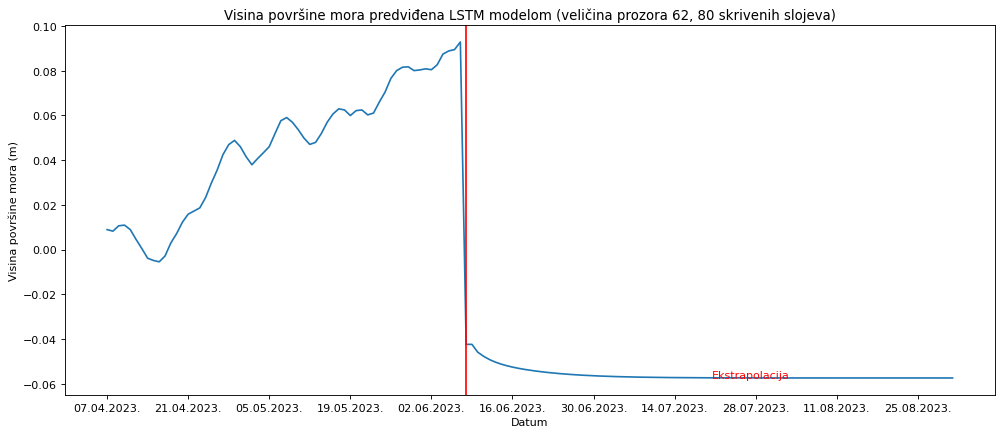 Visina površine mora predviđena LSTM modelom (veličina prozora 62, 80 skrivenih slojeva)
Visina površine mora (m)
0.10
0.08
0.06
0.04
0.02
0.00
−0.02
−0.04
−0.06
Ekstrapolacija
07.04.2023. 21.04.2023. 05.05.2023. 19.05.2023. 02.06.2023. 16.06.2023. 30.06.2023. 14.07.2023. 28.07.2023. 11.08.2023. 25.08.2023.
Datum